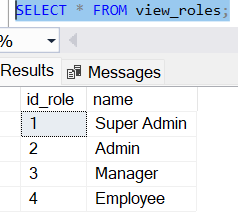 SELECT * FROM view_roles;
%
Results Messages
id_role name
1 Super Admin
2 Admin
3 Manager
4 Employee